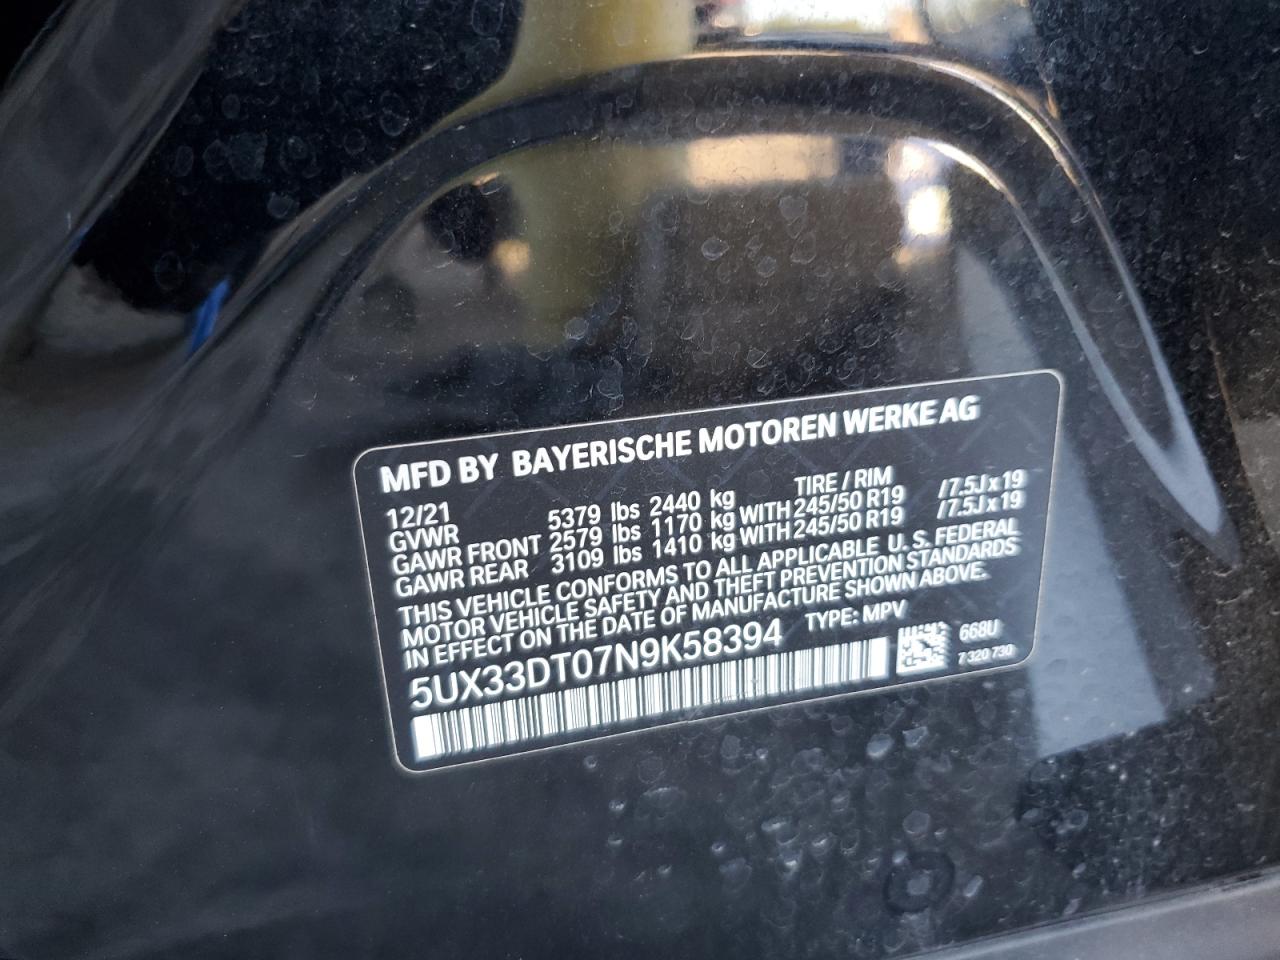 MFD BY BAYERISCHE MOTOREN WERKE AG
12/21 TIRE / RIM
GVWR 5379 lbs 2440 kg
GAWR FRONT 2579 lbs 1170 kg WITH 245/50 R19 /7.5J x 19
GAWR REAR 3109 lbs 1410 kg WITH 245/50 R19 /7.5J x 19
THIS VEHICLE CONFORMS TO ALL APPLICABLE U. S. FEDERAL
MOTOR VEHICLE SAFETY AND THEFT PREVENTION STANDARDS
IN EFFECT ON THE DATE OF MANUFACTURE SHOWN ABOVE.
5UX33DT07N9K58394 TYPE: MPV
668U
7 320 730